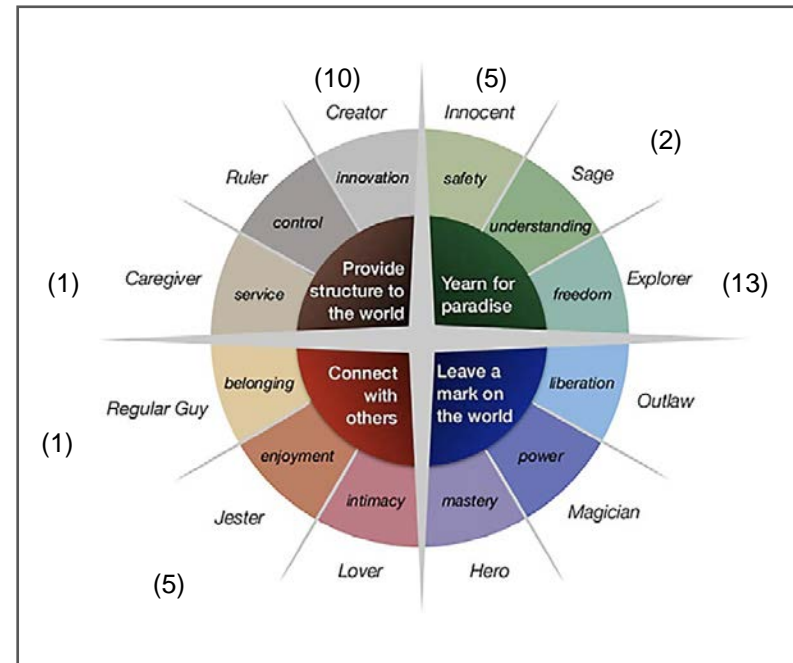 (10)
(5)
Creator
Innocent
(2)
Ruler
innovation
safety
Sage
control
understanding
(1)
Caregiver
service
Provide
structure to
the world
Yearn for
paradise
freedom
Explorer
(13)
Regular Guy
belonging
Connect
with
others
Leave a
mark on
the world
liberation
Outlaw
(1)
enjoyment
power
Jester
intimacy
mastery
Magician
(5)
Lover
Hero